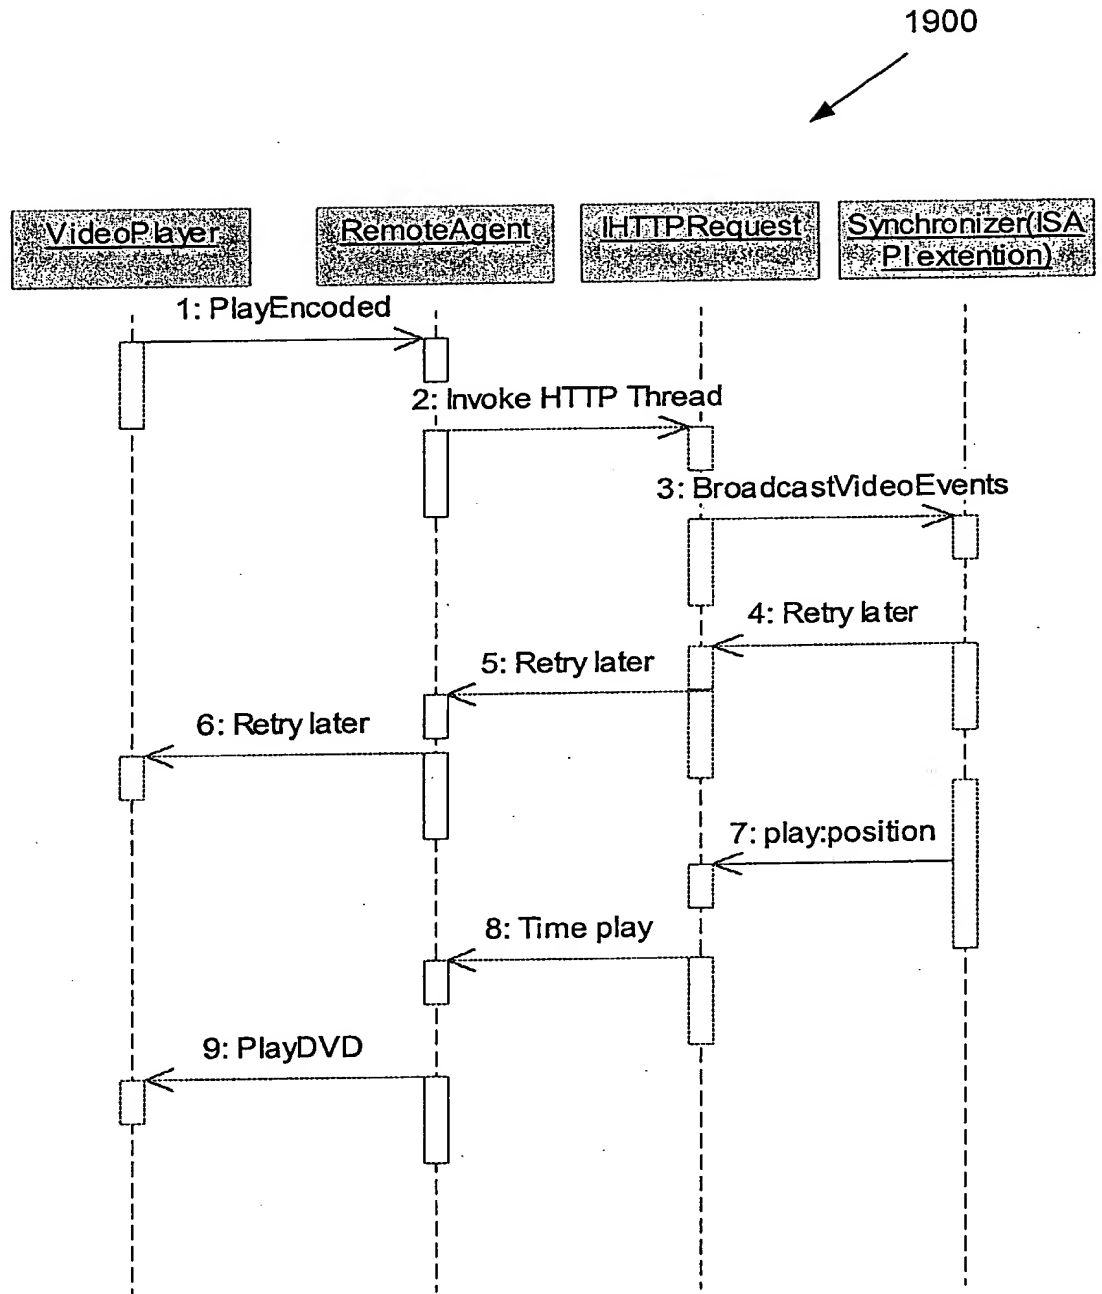 1900
VideoPlayer
RemoteAgent
IHTTPRequest
Synchronizer(ISA
PI extention)
1: PlayEncoded
2: Invoke HTTP Thread
3: BroadcastVideoEvents
4: Retry later
5: Retry later
6: Retry later
7: play:position
8: Time play
9: PlayDVD